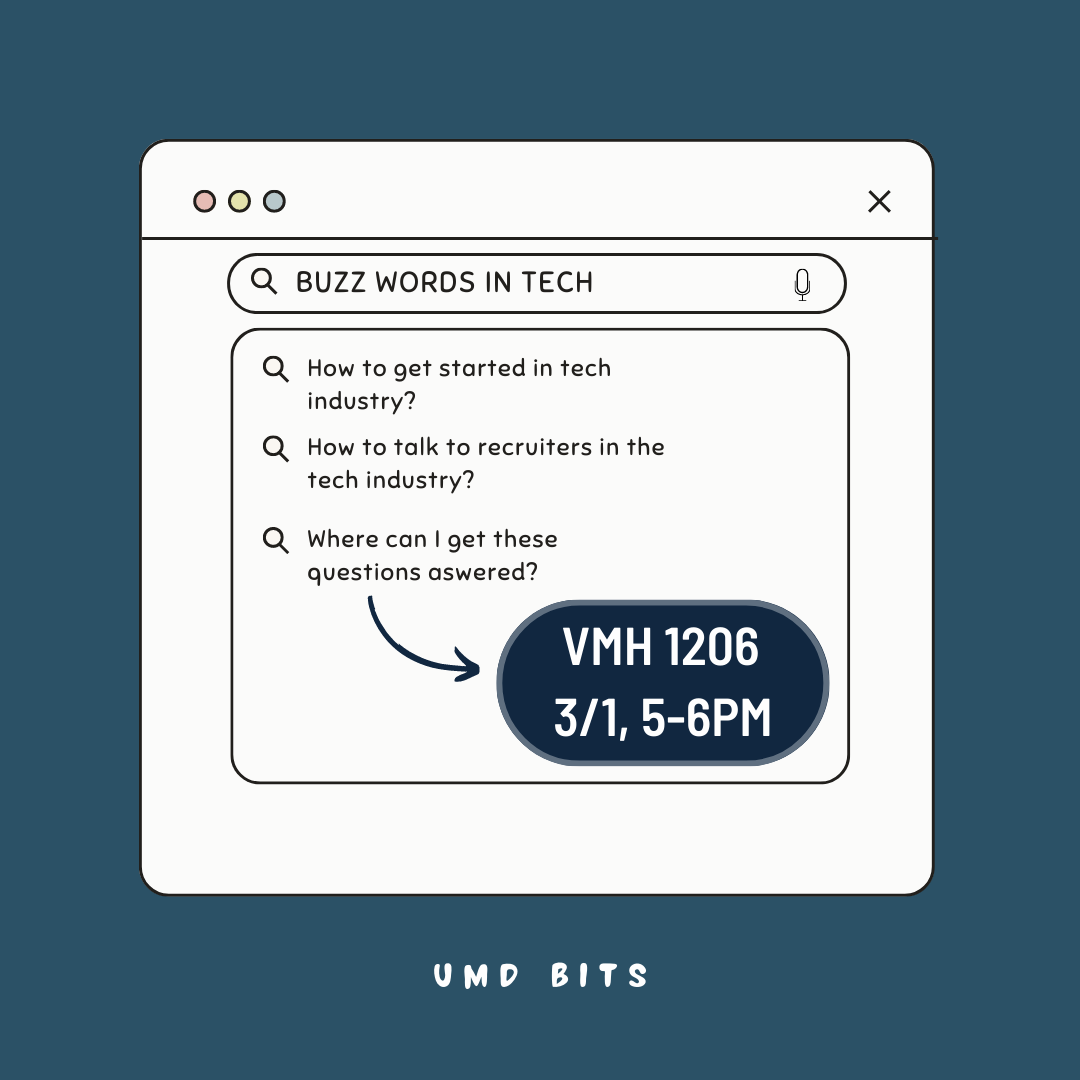 BUZZ WORDS IN TECH
How to get started in tech
industry?
How to talk to recruiters in the
tech industry?
Where can I get these
questions aswered?
VMH 1206
3/1, 5-6PM
UMD BITS